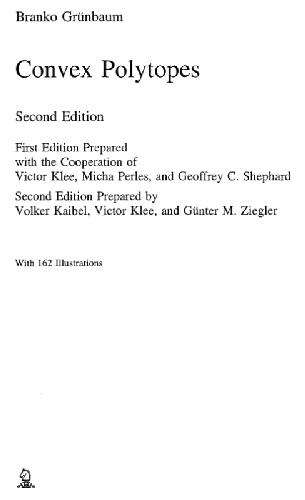 Branko Grünbaum
Convex Polytopes
Second Edition
First Edition Prepared
with the Cooperation of
Victor Klee, Micha Perles, and Geoffrey C. Shephard
Second Edition Prepared by
Volker Kaibel, Victor Klee, and Günter M. Ziegler
With 162 Illustrations